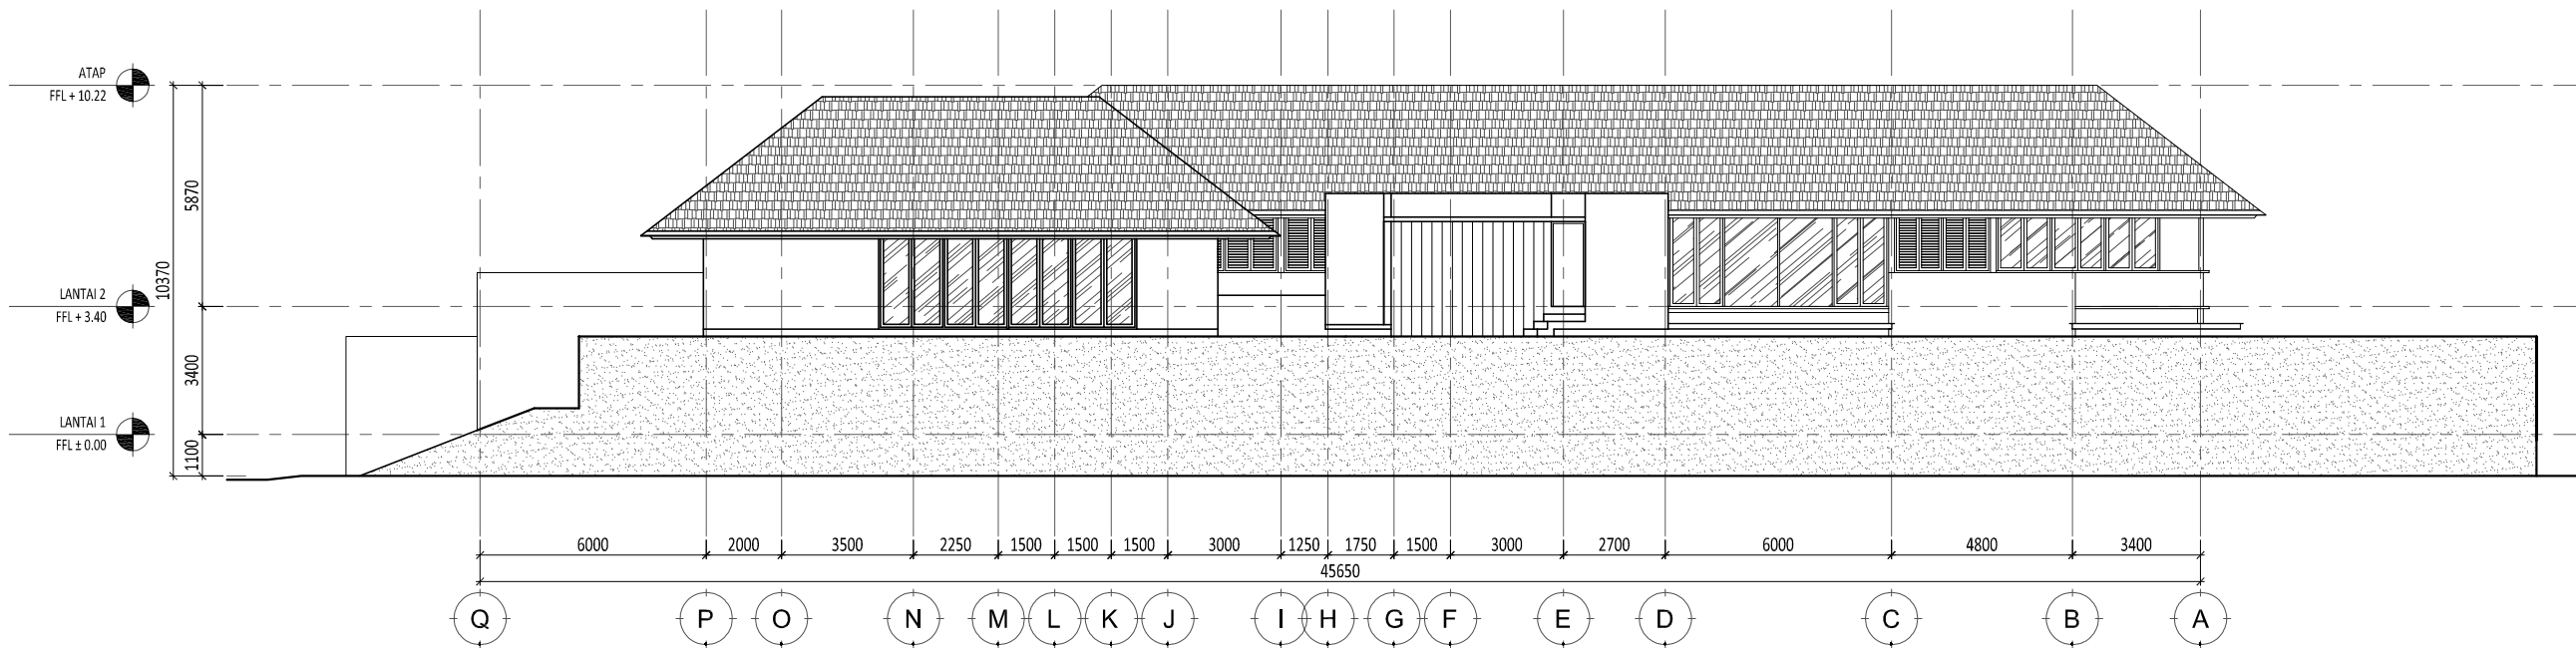 ATAP
FFL + 10.22
5870
10370
LANTAI 2
FFL + 3.40
3400
LANTAI 1
FFL ± 0.00
1100
6000 2000 3500 2250 1500 1500 1500 3000 1250 1750 1500 3000 2700 6000 4800 3400
45650
Q P O N M L K J I H G F E D C B A